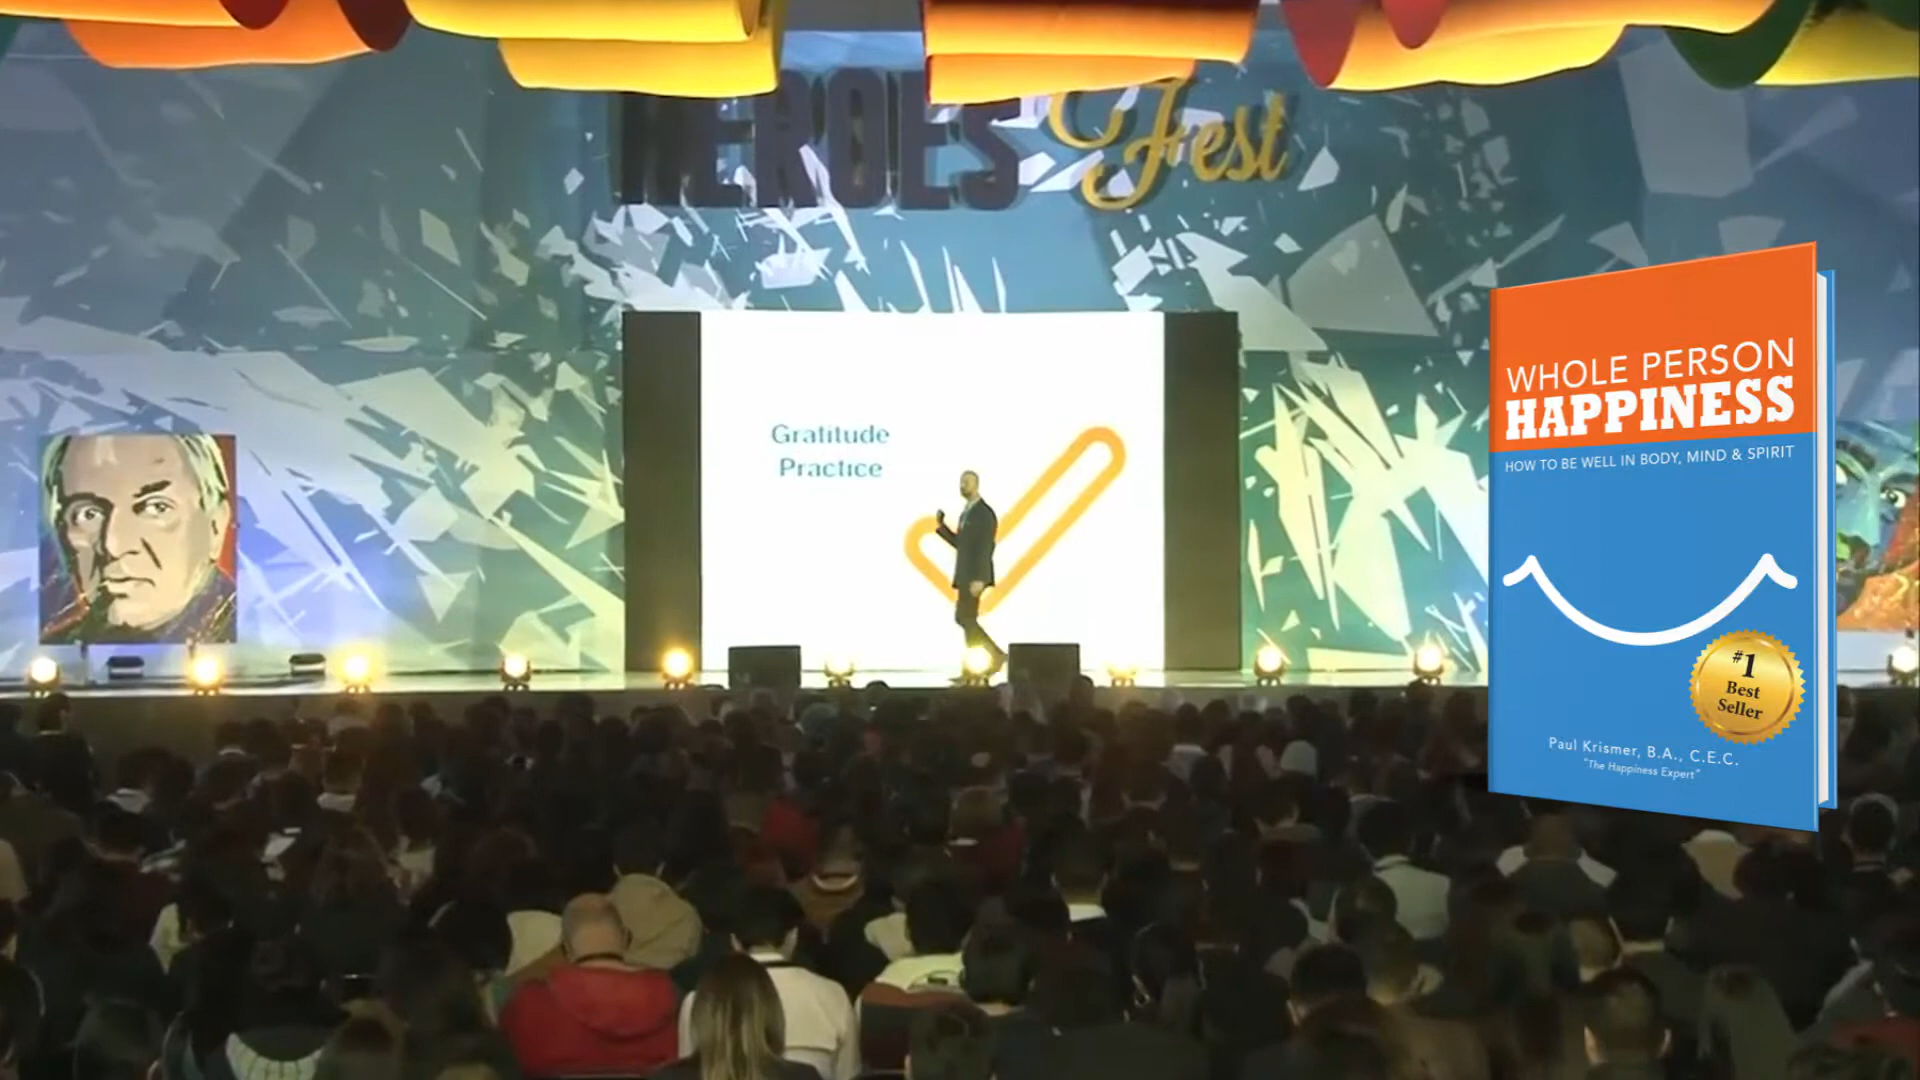 HEROES Fest
Gratitude
Practice
WHOLE PERSON
HAPPINESS
HOW TO BE WELL IN BODY, MIND & SPIRIT
#1
Best
Seller
Paul Krismer, B.A., C.E.C.
"The Happiness Expert"